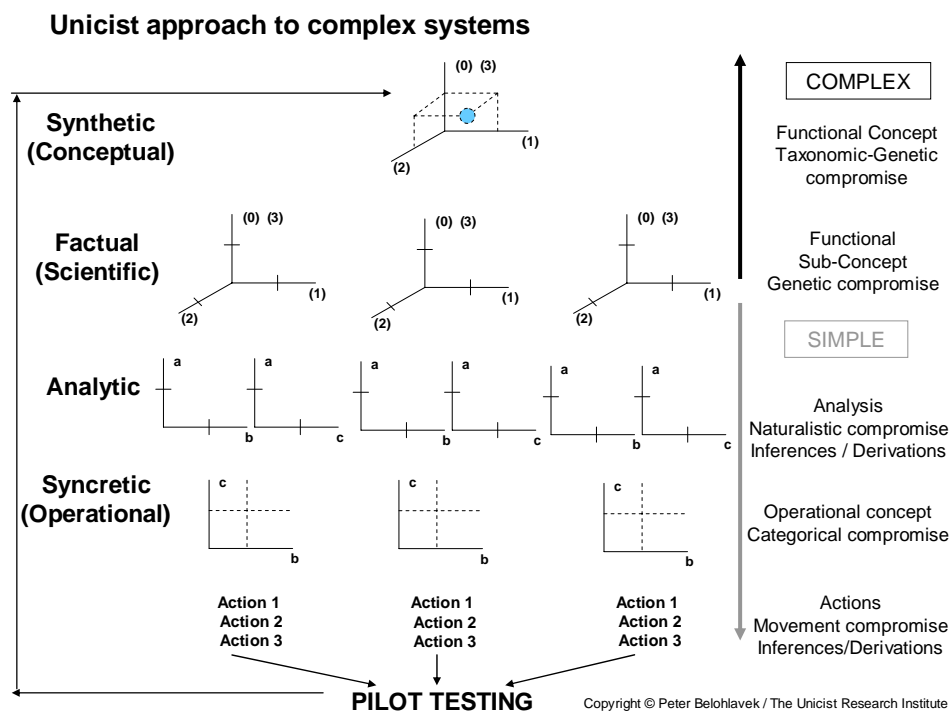 Unicist approach to complex systems
(0) (3)
(1)
(2)
Synthetic
(Conceptual)
COMPLEX
Functional Concept
Taxonomic-Genetic
compromise
Factual
(Scientific)
(0) (3)
(1)
(2)
(0) (3)
(1)
(2)
(0) (3)
(1)
(2)
Functional
Sub-Concept
Genetic compromise
SIMPLE
Analytic
a
b
a
c
a
b
a
c
a
b
a
c
Analysis
Naturalistic compromise
Inferences / Derivations
Syncretic
(Operational)
c
b
c
b
c
b
Operational concept
Categorical compromise
Action 1
Action 2
Action 3
Action 1
Action 2
Action 3
Action 1
Action 2
Action 3
Actions
Movement compromise
Inferences/Derivations
PILOT TESTING
Copyright © Peter Belohlavek / The Unicist Research Institute